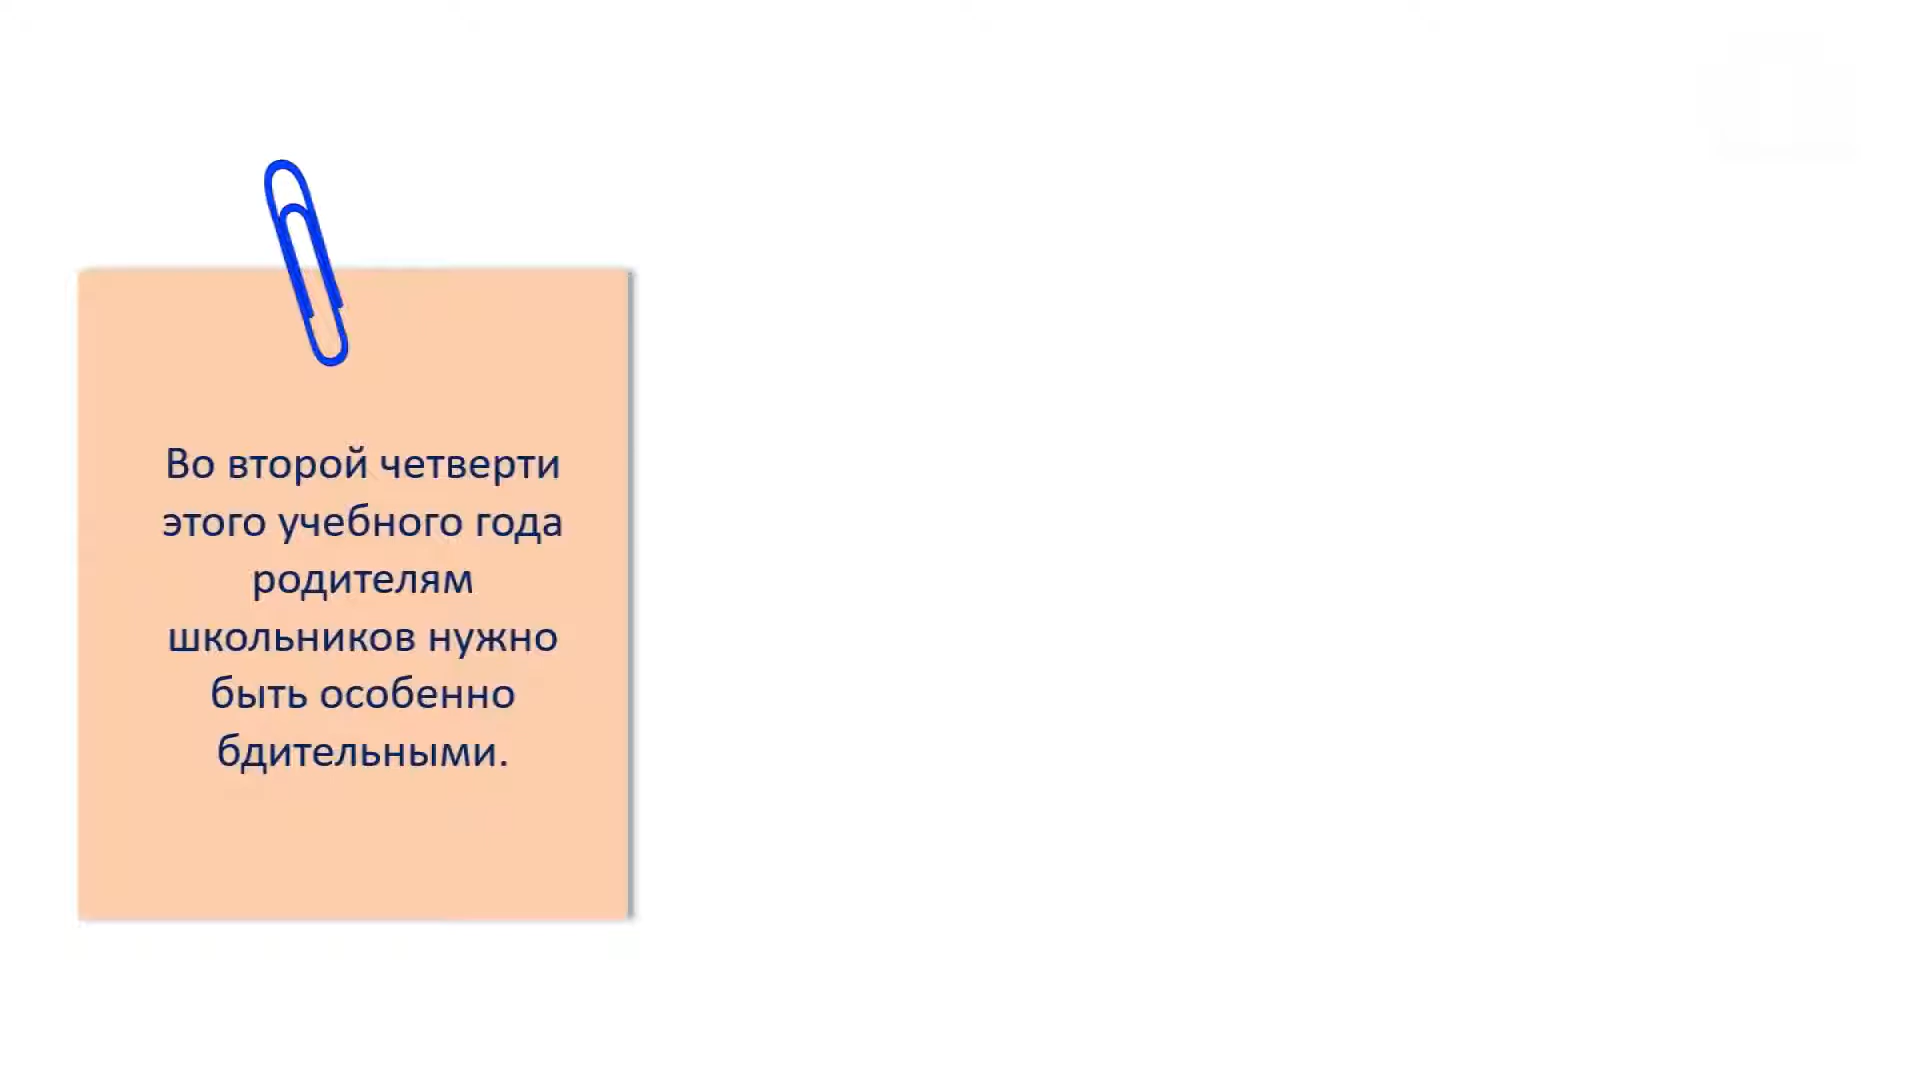 Во второй четверти
этого учебного года
родителям
школьников нужно
быть особенно
бдительными.